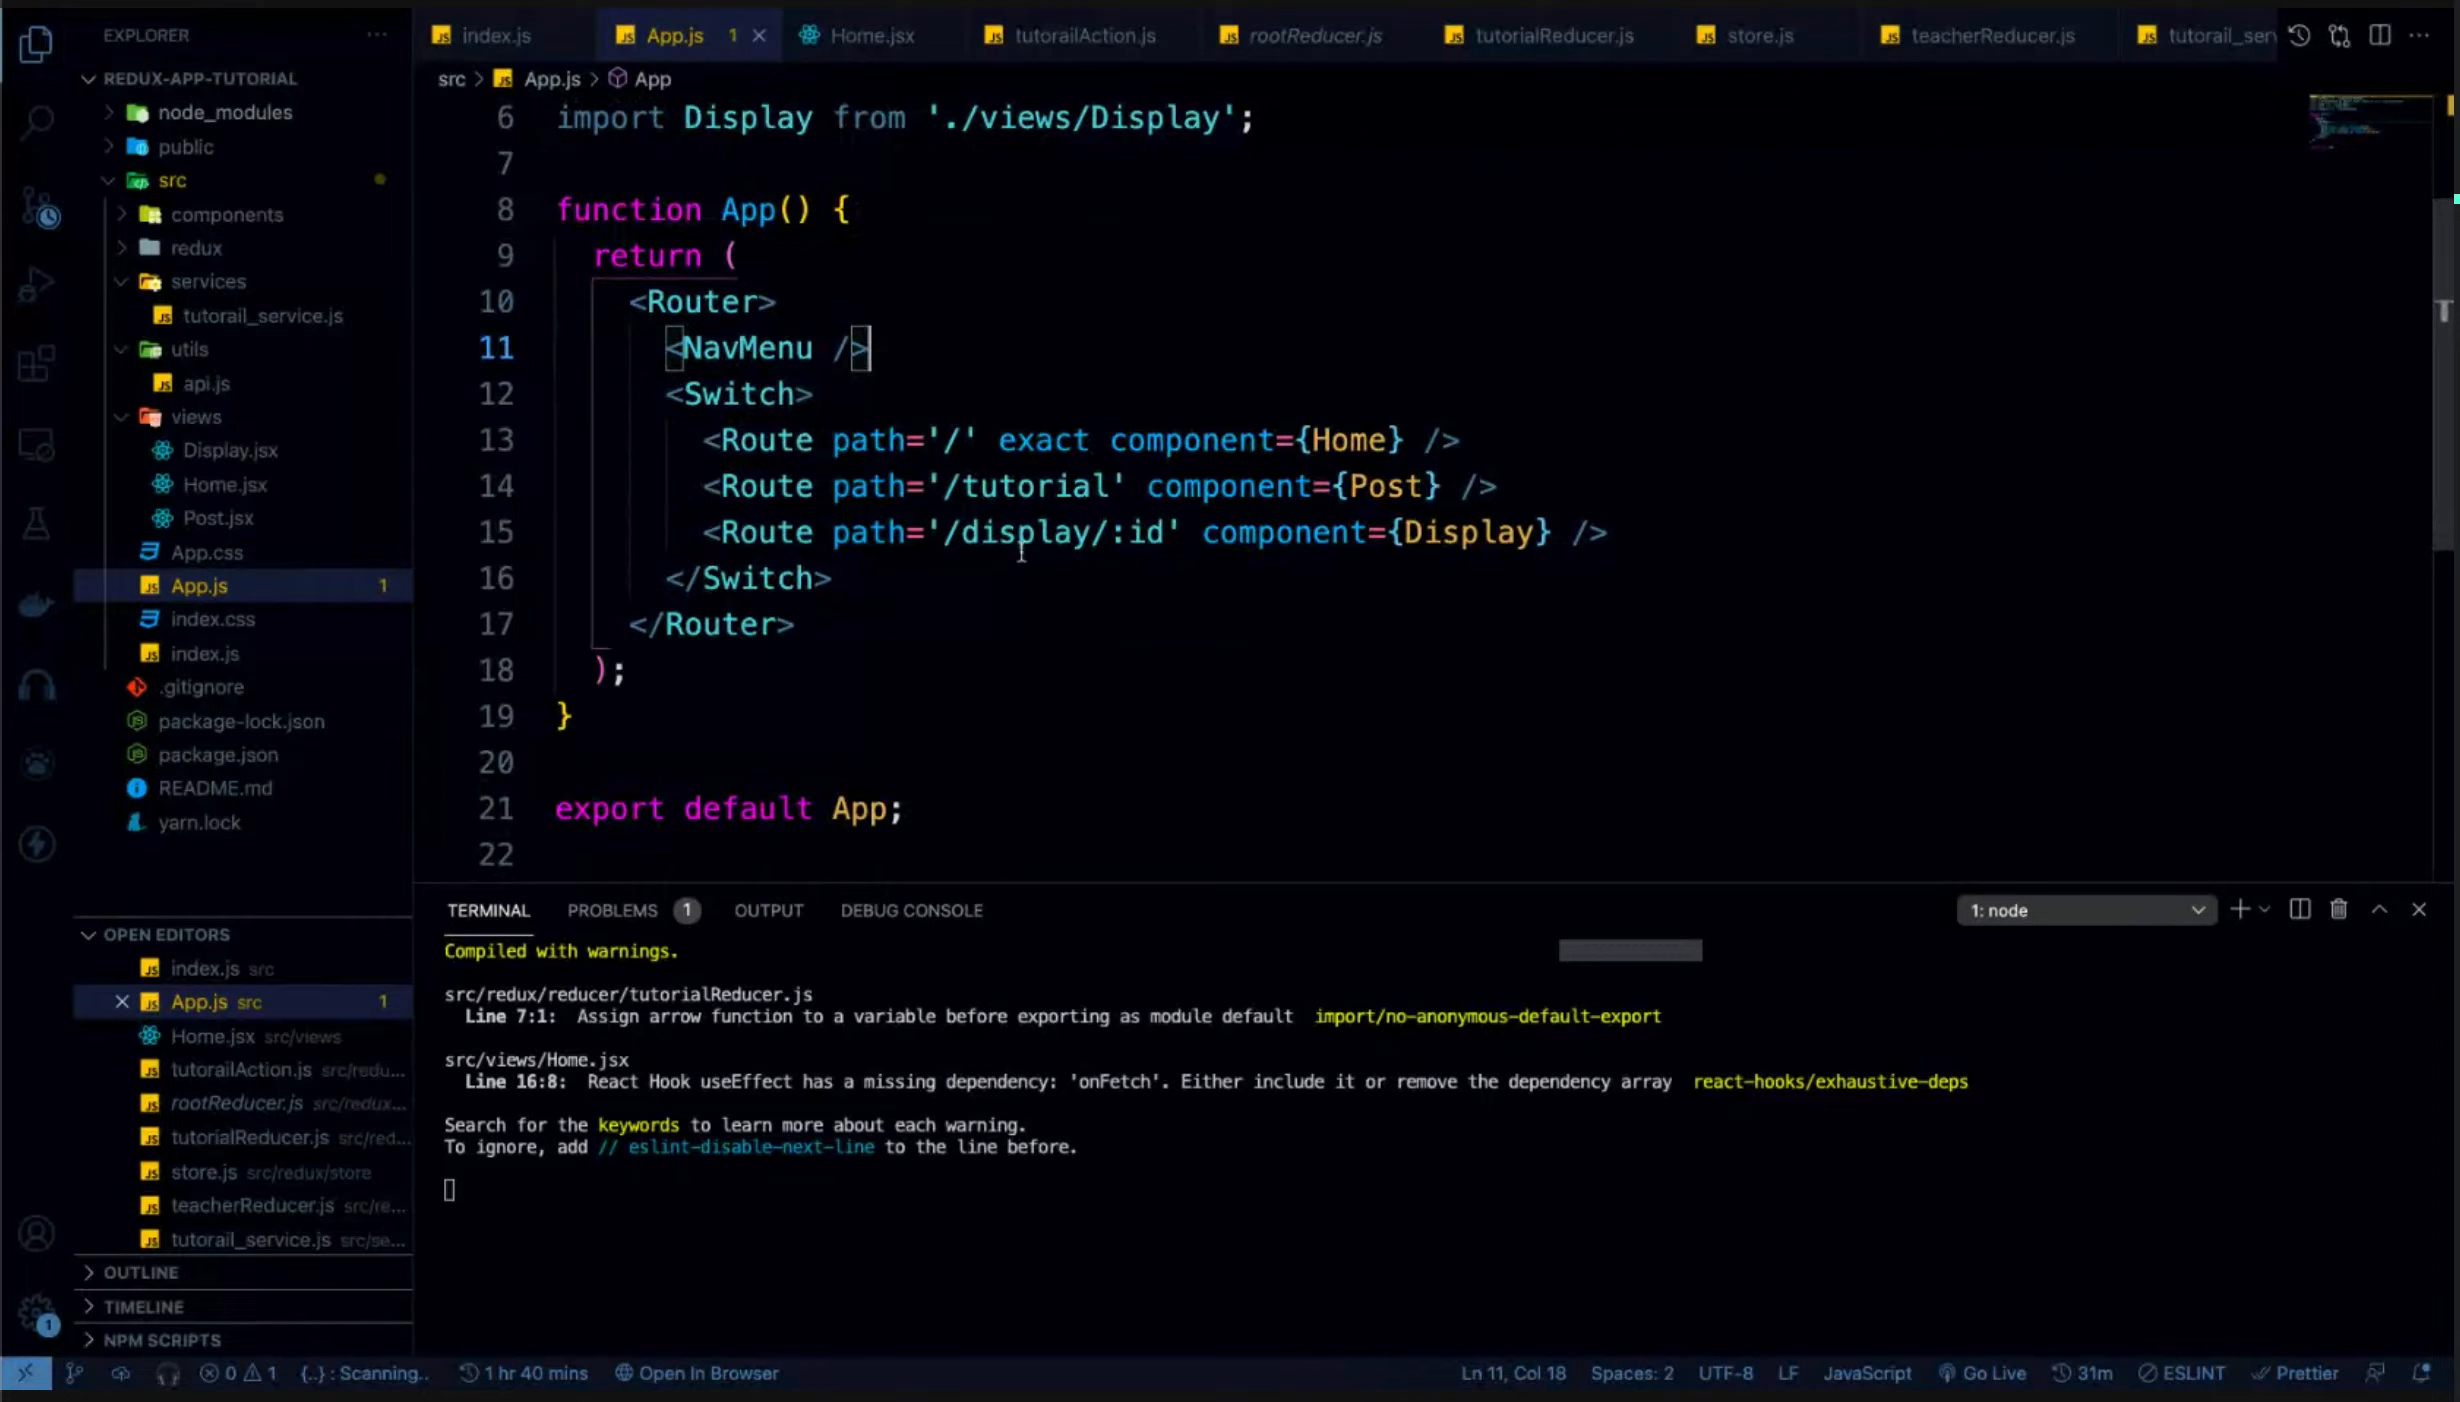 EXPLORER
REDUX-APP-TUTORIAL
node_modules
public
src
components
redux
services
tutorail_service.js
utils
api.js
views
Display.jsx
Home.jsx
Post.jsx
App.css
App.js 1
index.css
index.js
.gitignore
package-lock.json
package.json
README.md
yarn.lock
OPEN EDITORS
index.js src
App.js src 1
Home.jsx src/views
tutorailAction.js src/redu...
rootReducer.js src/redux...
tutorialReducer.js src/red...
store.js src/redux/store
teacherReducer.js src/re...
tutorail_service.js src/se...
OUTLINE
TIMELINE
NPM SCRIPTS
index.js App.js 1 Home.jsx tutorailAction.js rootReducer.js tutorialReducer.js store.js teacherReducer.js tutorail_serv
src > App.js > App
6 import Display from './views/Display';
7
8 function App() {
9 return (
10 <Router>
11 <NavMenu />
12 <Switch>
13 <Route path='/' exact component={Home} />
14 <Route path='/tutorial' component={Post} />
15 <Route path='/display/:id' component={Display} />
16 </Switch>
17 </Router>
18 );
19 }
20
21 export default App;
22
TERMINAL PROBLEMS 1 OUTPUT DEBUG CONSOLE 1: node
Compiled with warnings.
src/redux/reducer/tutorialReducer.js
Line 7:1: Assign arrow function to a variable before exporting as module default import/no-anonymous-default-export
src/views/Home.jsx
Line 16:8: React Hook useEffect has a missing dependency: 'onFetch'. Either include it or remove the dependency array react-hooks/exhaustive-deps
Search for the keywords to learn more about each warning.
To ignore, add // eslint-disable-next-line to the line before.
1
0 1 {..} : Scanning.. 1 hr 40 mins Open In Browser Ln 11, Col 18 Spaces: 2 UTF-8 LF JavaScript Go Live 31m ESLINT Prettier